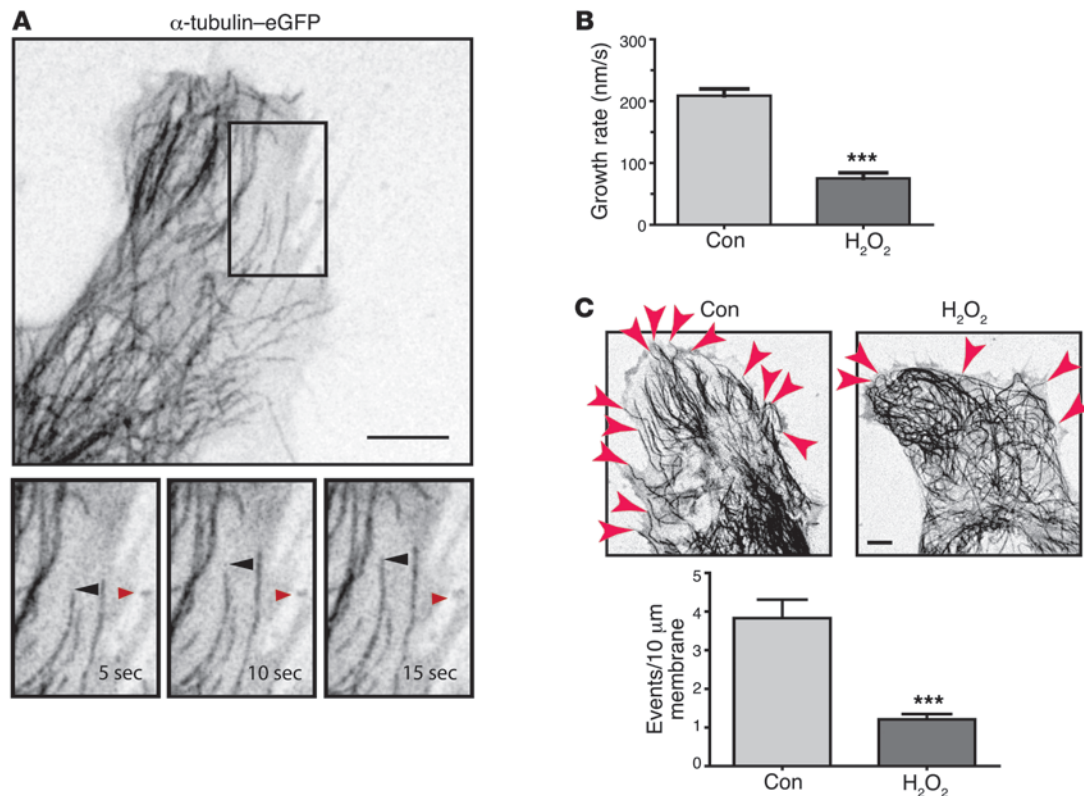 A
α-tubulin–eGFP
5 sec
10 sec
15 sec
B
Growth rate (nm/s)
300
200
100
0
***
Con
H₂O₂
C
Con
H₂O₂
Events/10 μm
membrane
5
4
3
2
1
0
***
Con
H₂O₂